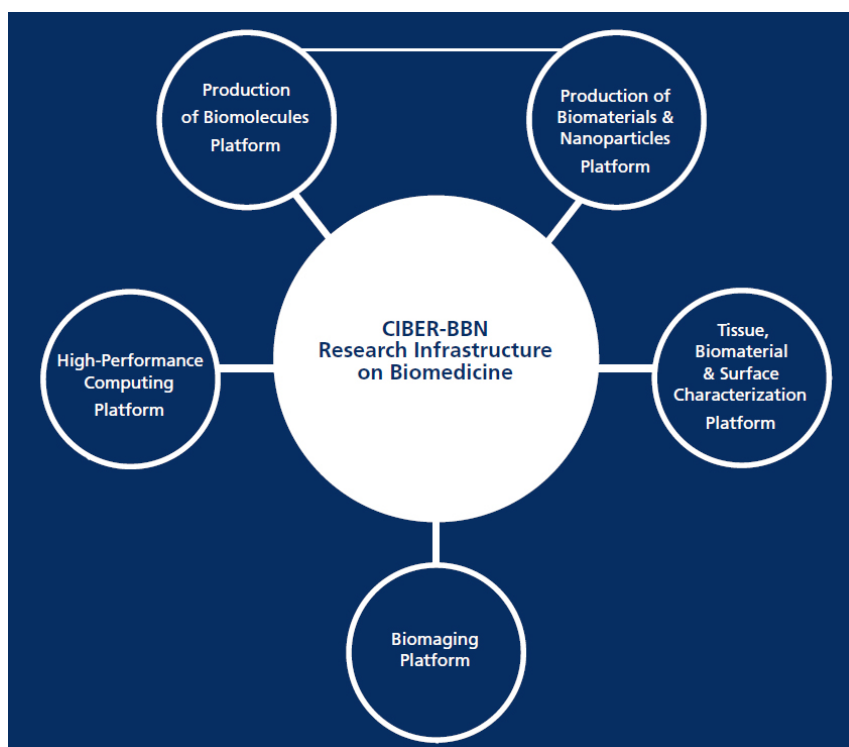 Production
of Biomolecules
Platform
Production of
Biomaterials &
Nanoparticles
Platform
CIBER-BBN
Research Infrastructure
on Biomedicine
High-Performance
Computing
Platform
Tissue,
Biomaterial
& Surface
Characterization
Platform
Biomaging
Platform